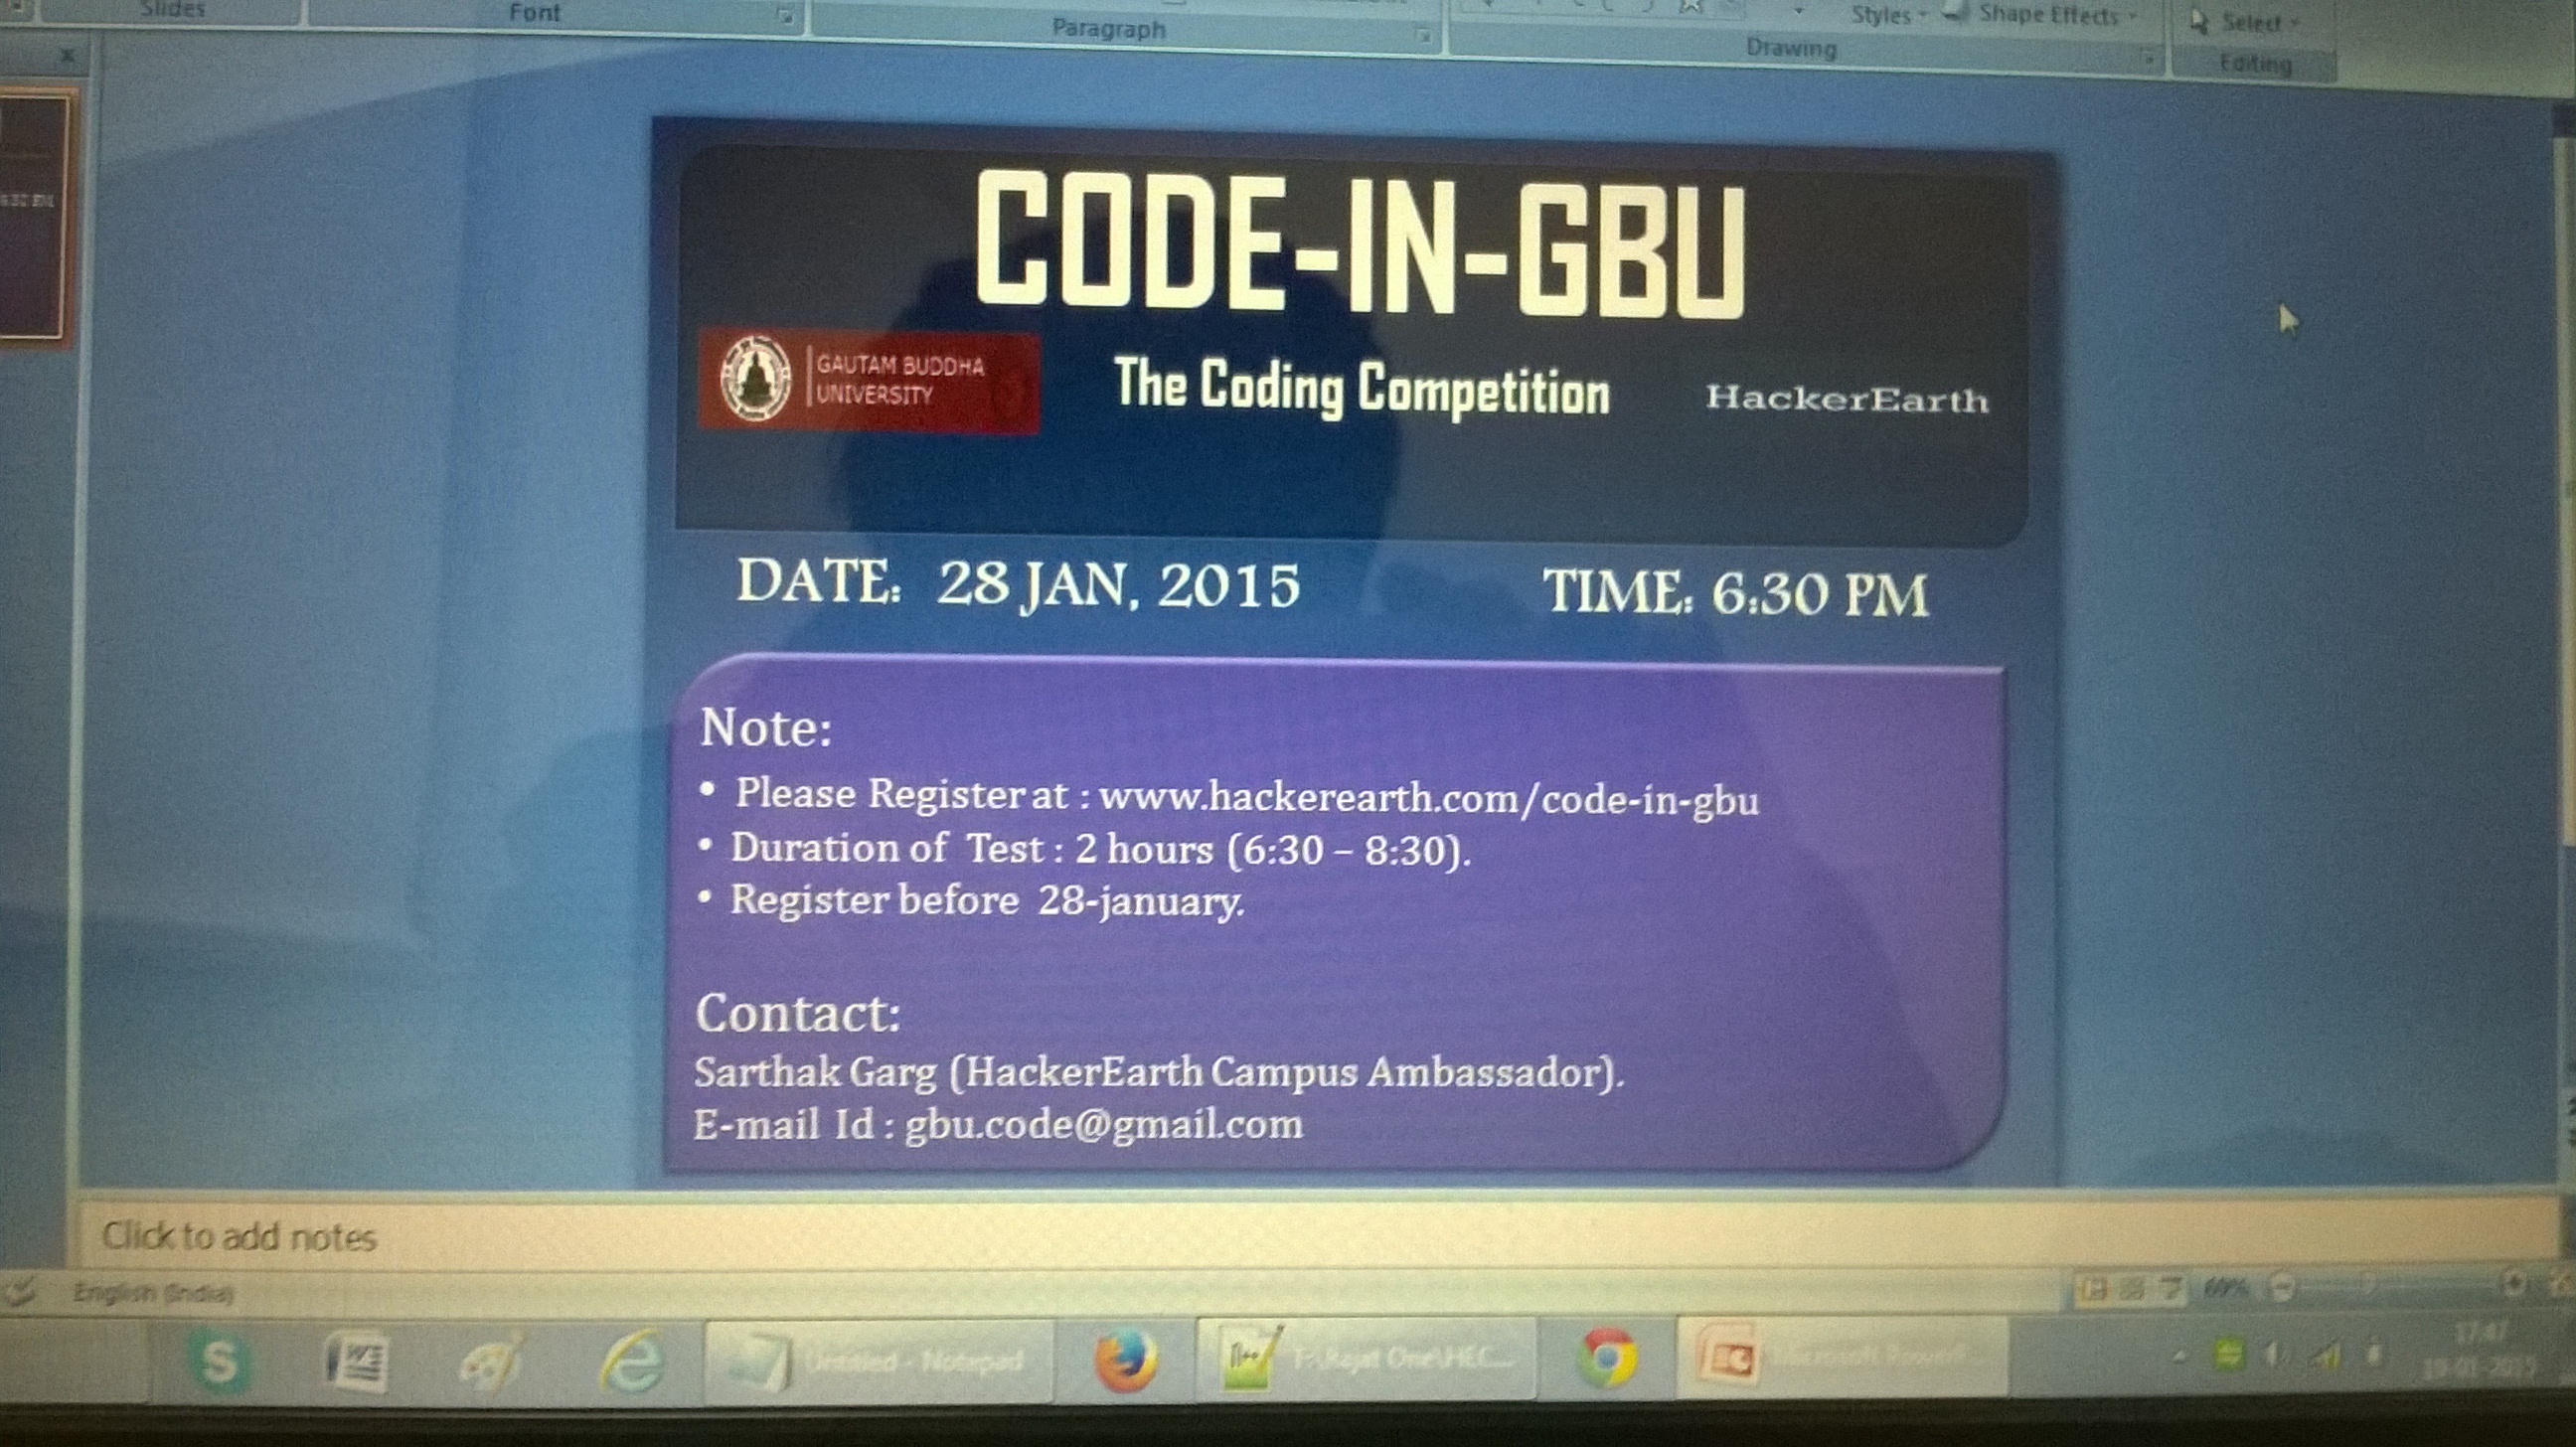 Slides
Font
Paragraph
Drawing
Styles
Shape Effects
Select
Editing
CODE-IN-GBU
GAUTAM BUDDHA
UNIVERSITY
The Coding Competition
HackerEarth
DATE: 28 JAN, 2015
TIME: 6:30 PM
Note:
• Please Register at : www.hackerearth.com/code-in-gbu
• Duration of Test : 2 hours (6:30 – 8:30).
• Register before 28-january.
Contact:
Sarthak Garg (HackerEarth Campus Ambassador).
E-mail Id : gbu.code@gmail.com
Click to add notes
English (India)
Untitled - Notepad
17:47